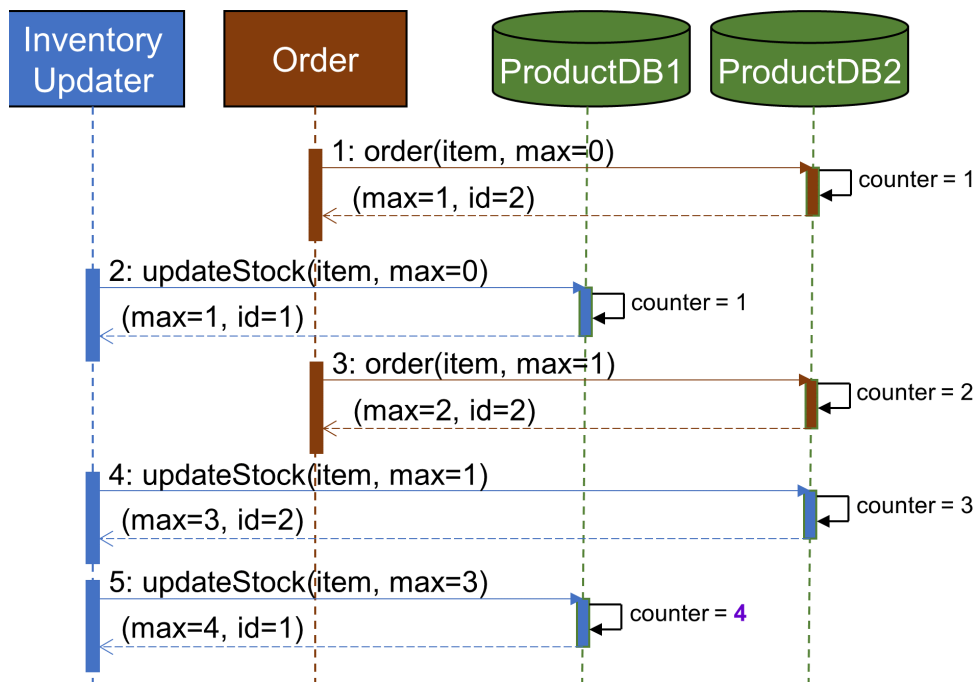 Inventory
Updater
Order
ProductDB1
ProductDB2
1: order(item, max=0)
counter = 1
(max=1, id=2)
2: updateStock(item, max=0)
counter = 1
(max=1, id=1)
3: order(item, max=1)
counter = 2
(max=2, id=2)
4: updateStock(item, max=1)
counter = 3
(max=3, id=2)
5: updateStock(item, max=3)
counter = 4
(max=4, id=1)